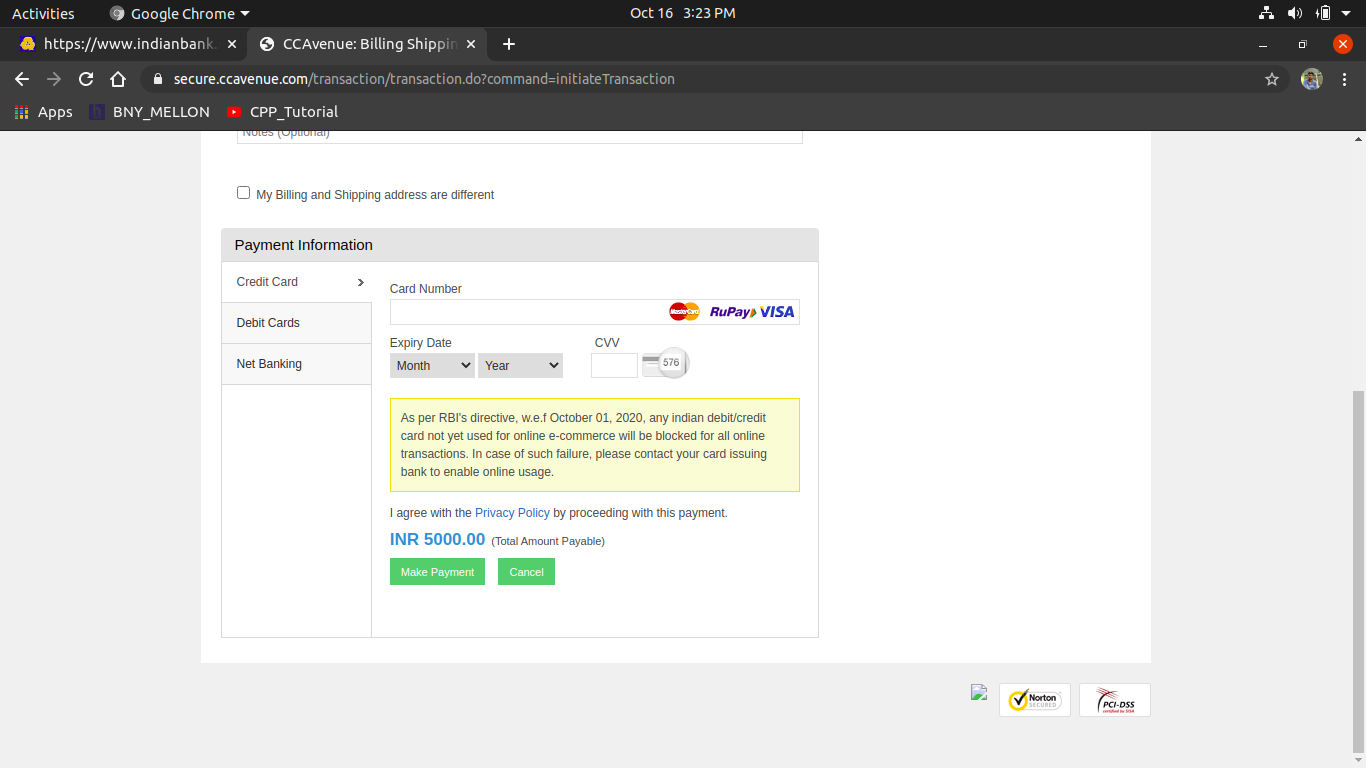 Activities
Google Chrome
Oct 16 3:23 PM
https://www.indianbank.
CCAvenue: Billing Shippin
secure.ccavenue.com/transaction/transaction.do?command=initiateTransaction
Apps
BNY_MELLON
CPP_Tutorial
Notes (Optional)
My Billing and Shipping address are different
Payment Information
Credit Card
Debit Cards
Net Banking
Card Number
MasterCard RuPay VISA
Expiry Date
CVV
Month
Year
576
As per RBI's directive, w.e.f October 01, 2020, any indian debit/credit
card not yet used for online e-commerce will be blocked for all online
transactions. In case of such failure, please contact your card issuing
bank to enable online usage.
I agree with the Privacy Policy by proceeding with this payment.
INR 5000.00 (Total Amount Payable)
Make Payment
Cancel
Norton
SECURED
PCI-DSS
certified by SISA